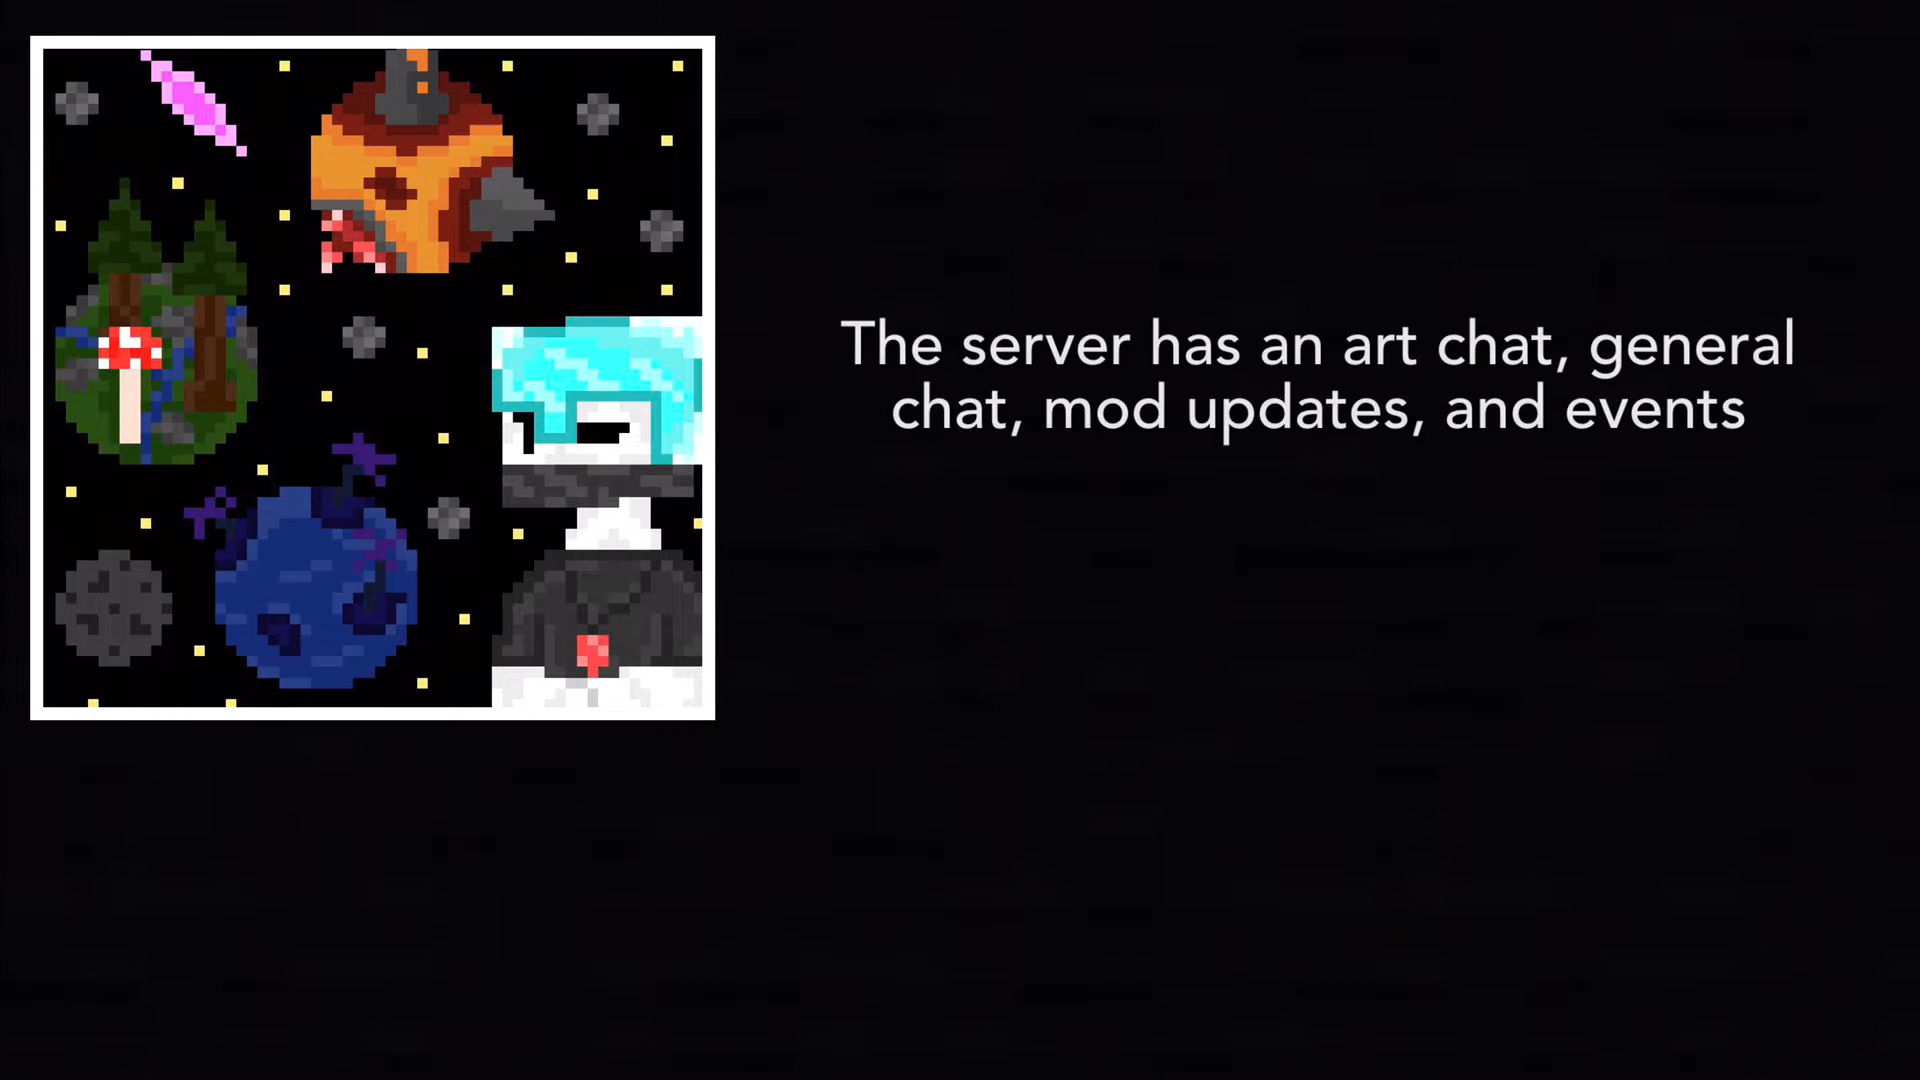 The server has an art chat, general
chat, mod updates, and events